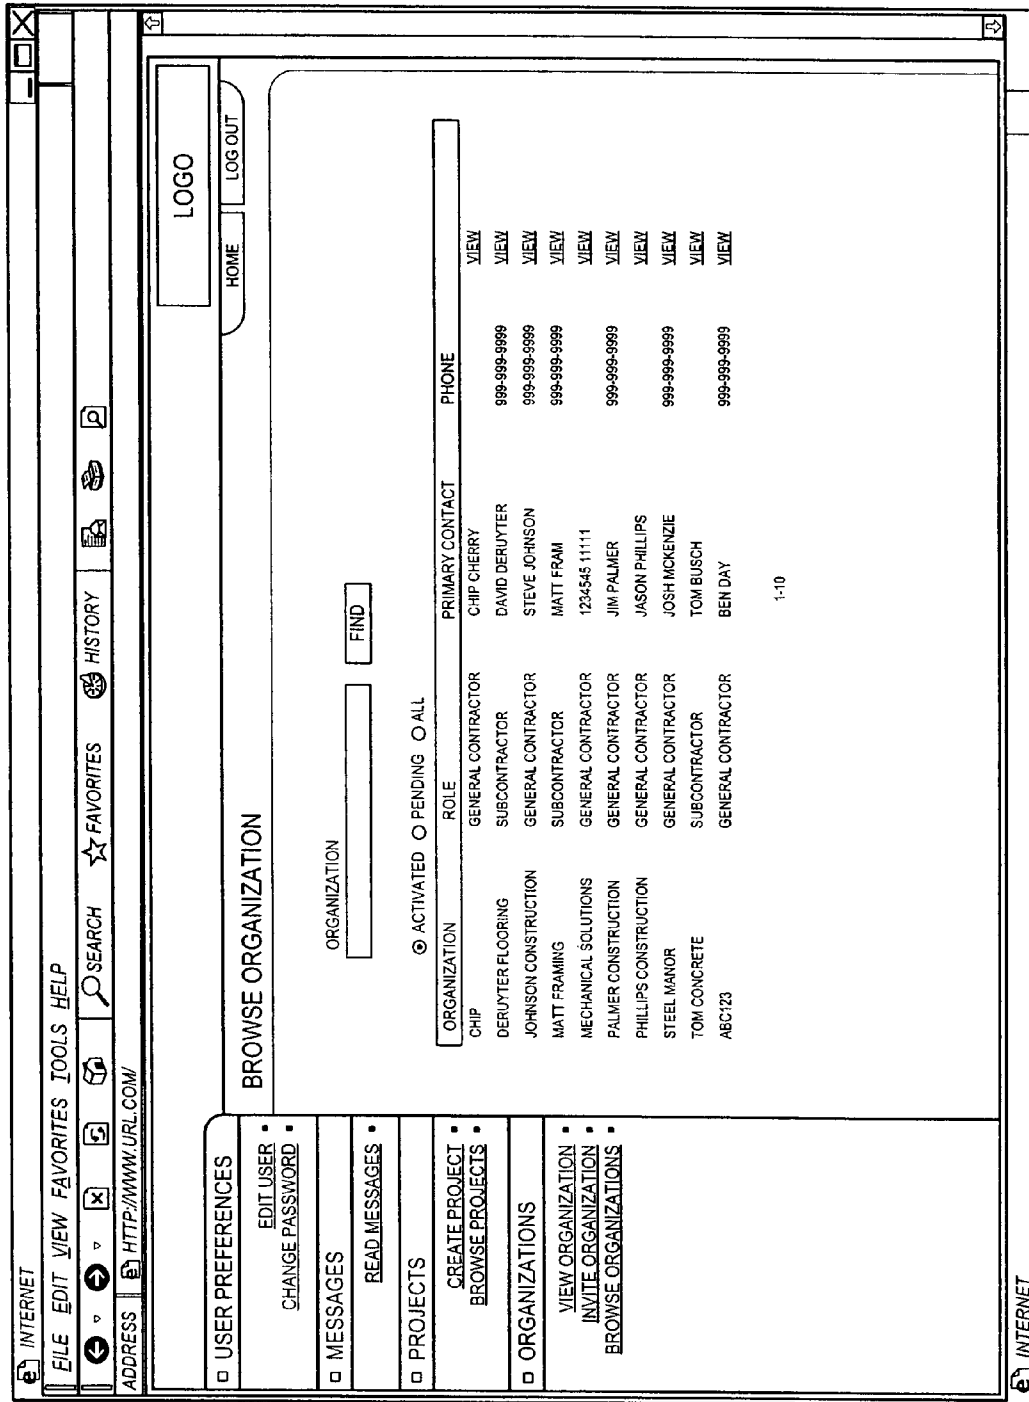 INTERNET
FILE EDIT VIEW FAVORITES TOOLS HELP
SEARCH FAVORITES HISTORY
ADDRESS HTTP://WWW.URL.COM/
LOGO
HOME LOG OUT
USER PREFERENCES
EDIT USER
CHANGE PASSWORD
MESSAGES
READ MESSAGES
PROJECTS
CREATE PROJECT
BROWSE PROJECTS
ORGANIZATIONS
VIEW ORGANIZATION
INVITE ORGANIZATION
BROWSE ORGANIZATIONS
BROWSE ORGANIZATION
ORGANIZATION
FIND
ACTIVATED PENDING ALL
ORGANIZATION ROLE PRIMARY CONTACT PHONE
CHIP GENERAL CONTRACTOR CHIP CHERRY VIEW
DERUYTER FLOORING SUBCONTRACTOR DAVID DERUYTER 999-999-9999 VIEW
JOHNSON CONSTRUCTION GENERAL CONTRACTOR STEVE JOHNSON 999-999-9999 VIEW
MATT FRAMING SUBCONTRACTOR MATT FRAM 999-999-9999 VIEW
MECHANICAL SOLUTIONS GENERAL CONTRACTOR 1234545 11111 VIEW
PALMER CONSTRUCTION GENERAL CONTRACTOR JIM PALMER 999-999-9999 VIEW
PHILLIPS CONSTRUCTION GENERAL CONTRACTOR JASON PHILLIPS VIEW
STEEL MANOR GENERAL CONTRACTOR JOSH MCKENZIE 999-999-9999 VIEW
TOM CONCRETE SUBCONTRACTOR TOM BUSCH VIEW
ABC123 GENERAL CONTRACTOR BEN DAY 999-999-9999 VIEW
1-10
INTERNET